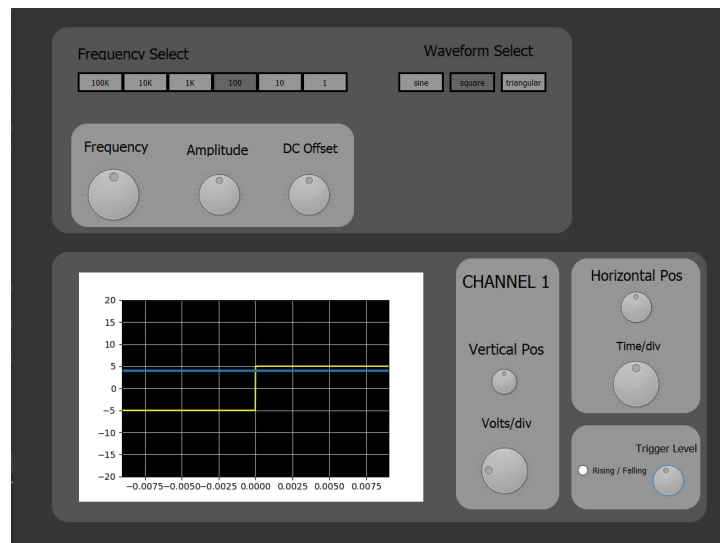 Frequency Select
Waveform Select
100K 10K 1K 100 10 1
sine square triangular
Frequency Amplitude DC Offset
CHANNEL 1
Horizontal Pos
20
15
10
5
0
−5
−10
−15
−20
−0.0075−0.0050−0.0025 0.0000 0.0025 0.0050 0.0075
Vertical Pos
Time/div
Volts/div
Trigger Level
Rising / Falling